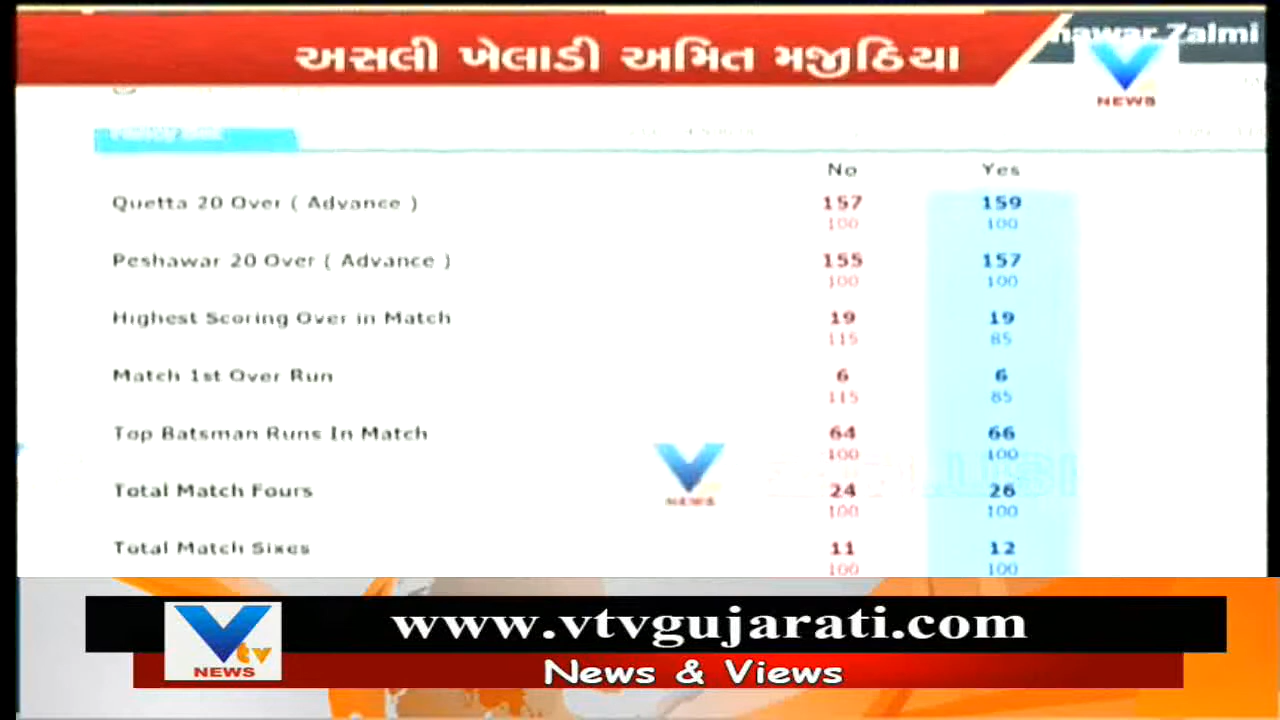 અસલી ખેલાડી અમિત મજીઠિયા
hawar Zalmi
V
NEWS
No Yes
Quetta 20 Over ( Advance ) 157 159
100 100
Peshawar 20 Over ( Advance ) 155 157
100 100
Highest Scoring Over in Match 19 19
115 85
Match 1st Over Run 6 6
115 85
Top Batsman Runs In Match 64 66
100 100
V
NEWS
Total Match Fours 24 26
100 100
Total Match Sixes 11 12
100 100
www.vtvgujarati.com
Vtv
NEWS
News & Views